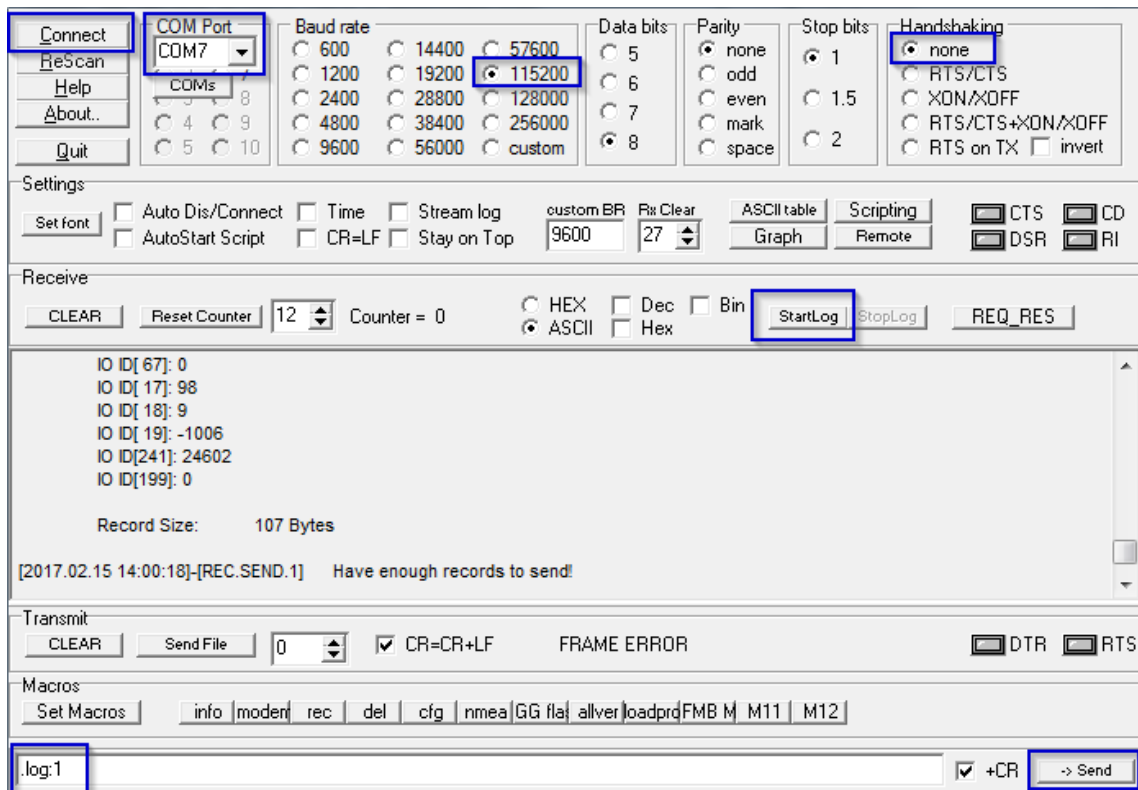 Connect
ReScan
Help
About..
Quit
COM Port
COM7
COMs
8
4 9
5 10
Baud rate
600 14400 57600
1200 19200 115200
2400 28800 128000
4800 38400 256000
9600 56000 custom
Data bits
5
6
7
8
Parity
none
odd
even
mark
space
Stop bits
1
1.5
2
Handshaking
none
RTS/CTS
XON/XOFF
RTS/CTS+XON/XOFF
RTS on TX invert
Settings
Set font
Auto Dis/Connect Time Stream log
AutoStart Script CR=LF Stay on Top
custom BR Rx Clear
9600 27
ASCII table Scripting
Graph Remote
CTS CD
DSR RI
Receive
CLEAR Reset Counter 12 Counter = 0
HEX Dec Bin
ASCII Hex
StartLog StopLog REQ_RES
IO ID[ 67]: 0
IO ID[ 17]: 98
IO ID[ 18]: 9
IO ID[ 19]: -1006
IO ID[241]: 24602
IO ID[199]: 0
Record Size: 107 Bytes
[2017.02.15 14:00:18]-[REC.SEND.1] Have enough records to send!
Transmit
CLEAR Send File 0 CR=CR+LF FRAME ERROR DTR RTS
Macros
Set Macros info modem rec del cfg nmea GG fla allver loadpro FMB M M11 M12
.log:1 +CR -> Send